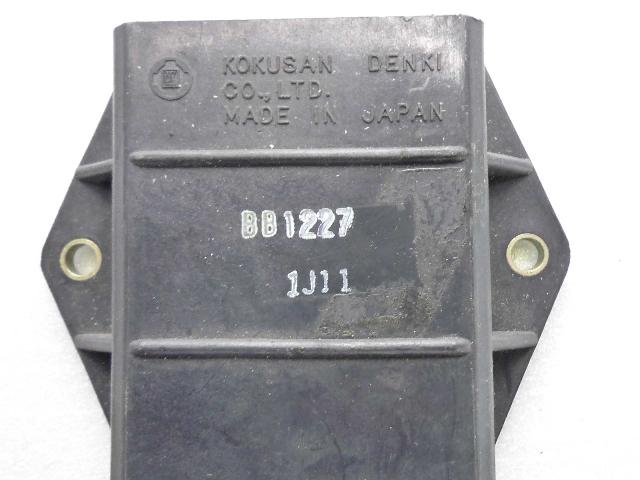 KOKUSAN DENKI
CO.,LTD.
MADE IN JAPAN
BB1227
1J11